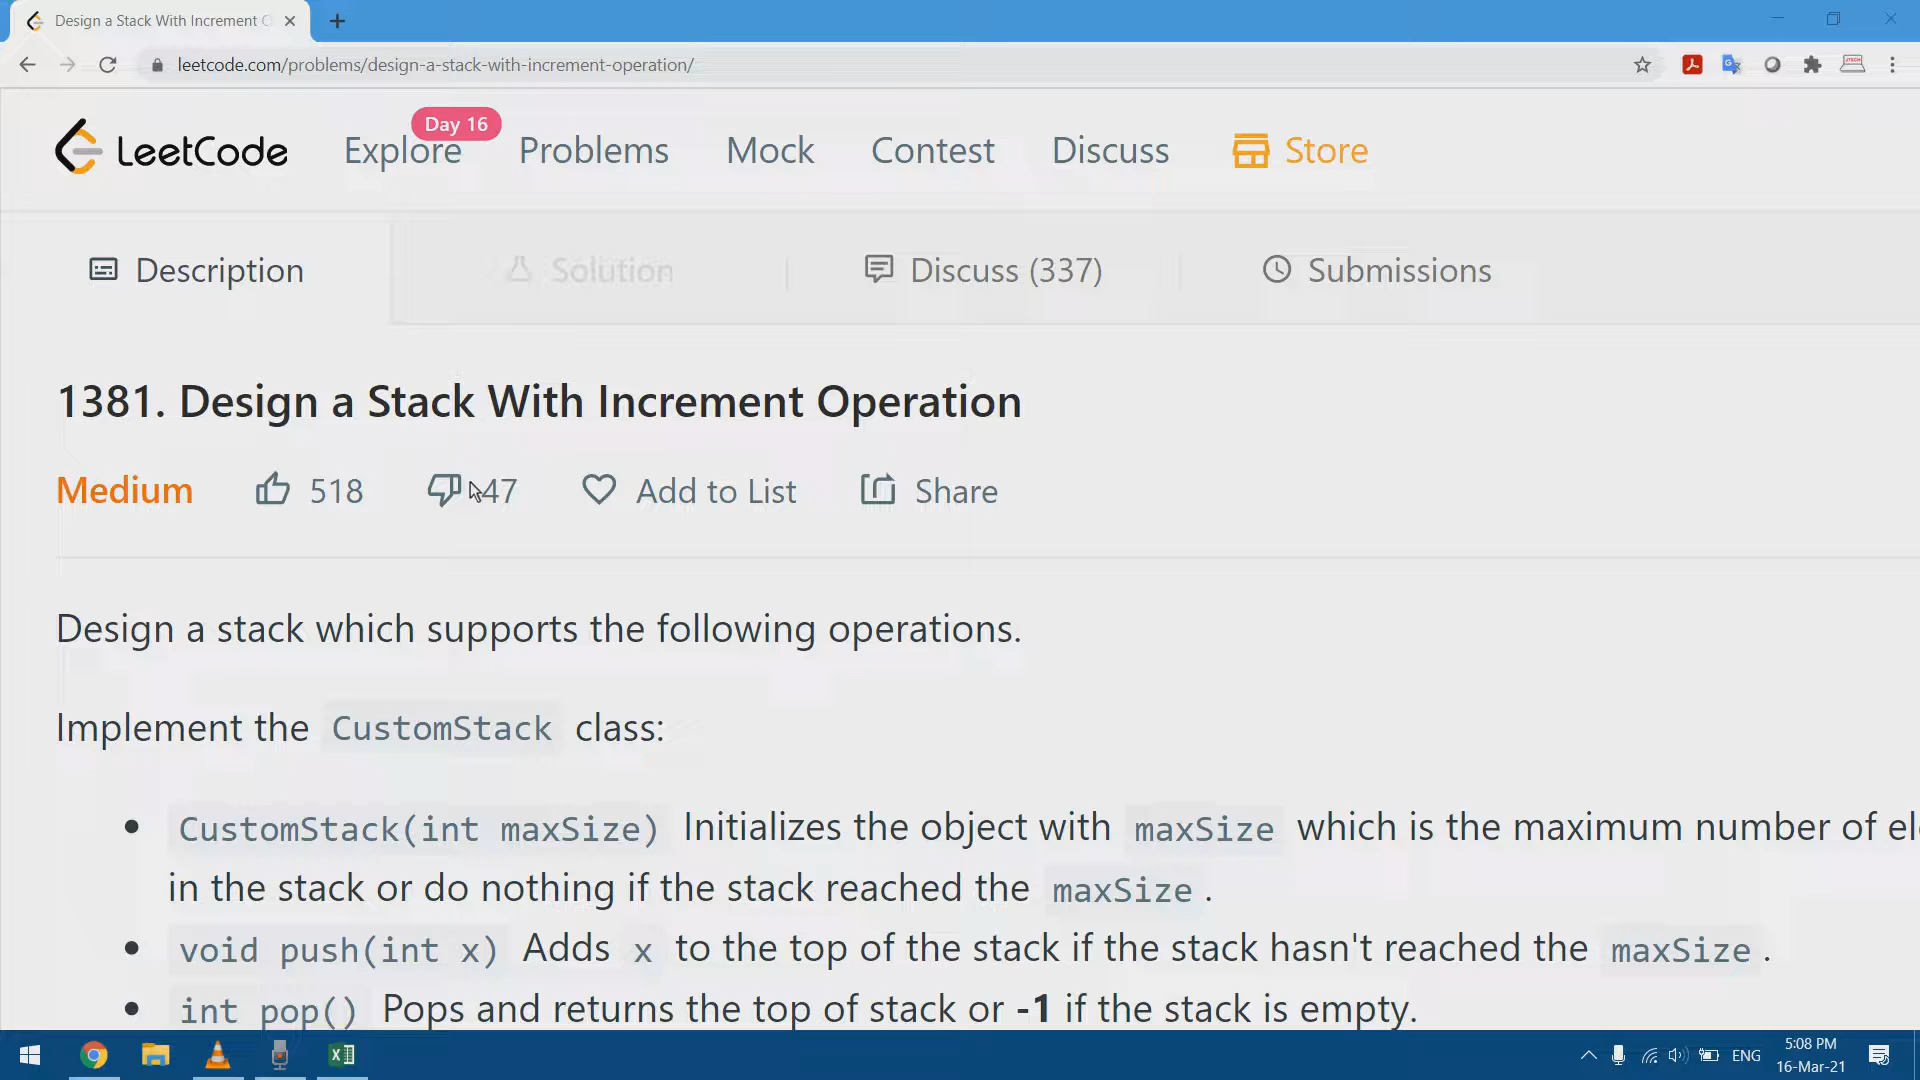 Design a Stack With Increment O
leetcode.com/problems/design-a-stack-with-increment-operation/
LeetCode
Explore
Day 16
Problems
Mock
Contest
Discuss
Store
Description
Solution
Discuss (337)
Submissions
1381. Design a Stack With Increment Operation
Medium
518
47
Add to List
Share
Design a stack which supports the following operations.
Implement the CustomStack class:
CustomStack(int maxSize) Initializes the object with maxSize which is the maximum number of el
in the stack or do nothing if the stack reached the maxSize .
void push(int x) Adds x to the top of the stack if the stack hasn't reached the maxSize .
int pop() Pops and returns the top of stack or -1 if the stack is empty.
ENG
5:08 PM
16-Mar-21